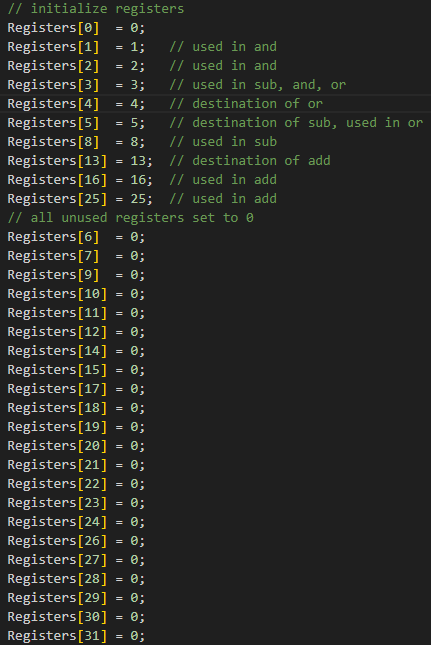 // initialize registers
Registers[0]  = 0;
Registers[1]  = 1;   // used in and
Registers[2]  = 2;   // used in and
Registers[3]  = 3;   // used in sub, and, or
Registers[4]  = 4;   // destination of or
Registers[5]  = 5;   // destination of sub, used in or
Registers[8]  = 8;   // used in sub
Registers[13] = 13;  // destination of add
Registers[16] = 16;  // used in add
Registers[25] = 25;  // used in add
// all unused registers set to 0
Registers[6]  = 0;
Registers[7]  = 0;
Registers[9]  = 0;
Registers[10] = 0;
Registers[11] = 0;
Registers[12] = 0;
Registers[14] = 0;
Registers[15] = 0;
Registers[17] = 0;
Registers[18] = 0;
Registers[19] = 0;
Registers[20] = 0;
Registers[21] = 0;
Registers[22] = 0;
Registers[23] = 0;
Registers[24] = 0;
Registers[26] = 0;
Registers[27] = 0;
Registers[28] = 0;
Registers[29] = 0;
Registers[30] = 0;
Registers[31] = 0;